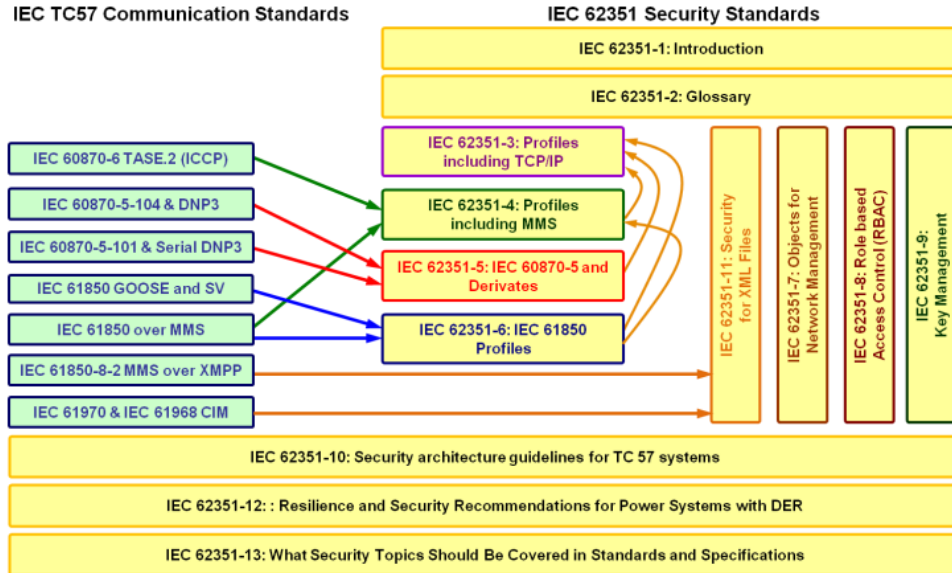 IEC TC57 Communication Standards
IEC 62351 Security Standards
IEC 62351-1: Introduction
IEC 62351-2: Glossary
IEC 60870-6 TASE.2 (ICCP)
IEC 60870-5-104 & DNP3
IEC 60870-5-101 & Serial DNP3
IEC 61850 GOOSE and SV
IEC 61850 over MMS
IEC 61850-8-2 MMS over XMPP
IEC 61970 & IEC 61968 CIM
IEC 62351-3: Profiles
including TCP/IP
IEC 62351-4: Profiles
including MMS
IEC 62351-5: IEC 60870-5 and
Derivates
IEC 62351-6: IEC 61850
Profiles
IEC 62351-11: Security
for XML Files
IEC 62351-7: Objects for
Network Management
IEC 62351-8: Role based
Access Control (RBAC)
IEC 62351-9:
Key Management
IEC 62351-10: Security architecture guidelines for TC 57 systems
IEC 62351-12: : Resilience and Security Recommendations for Power Systems with DER
IEC 62351-13: What Security Topics Should Be Covered in Standards and Specifications